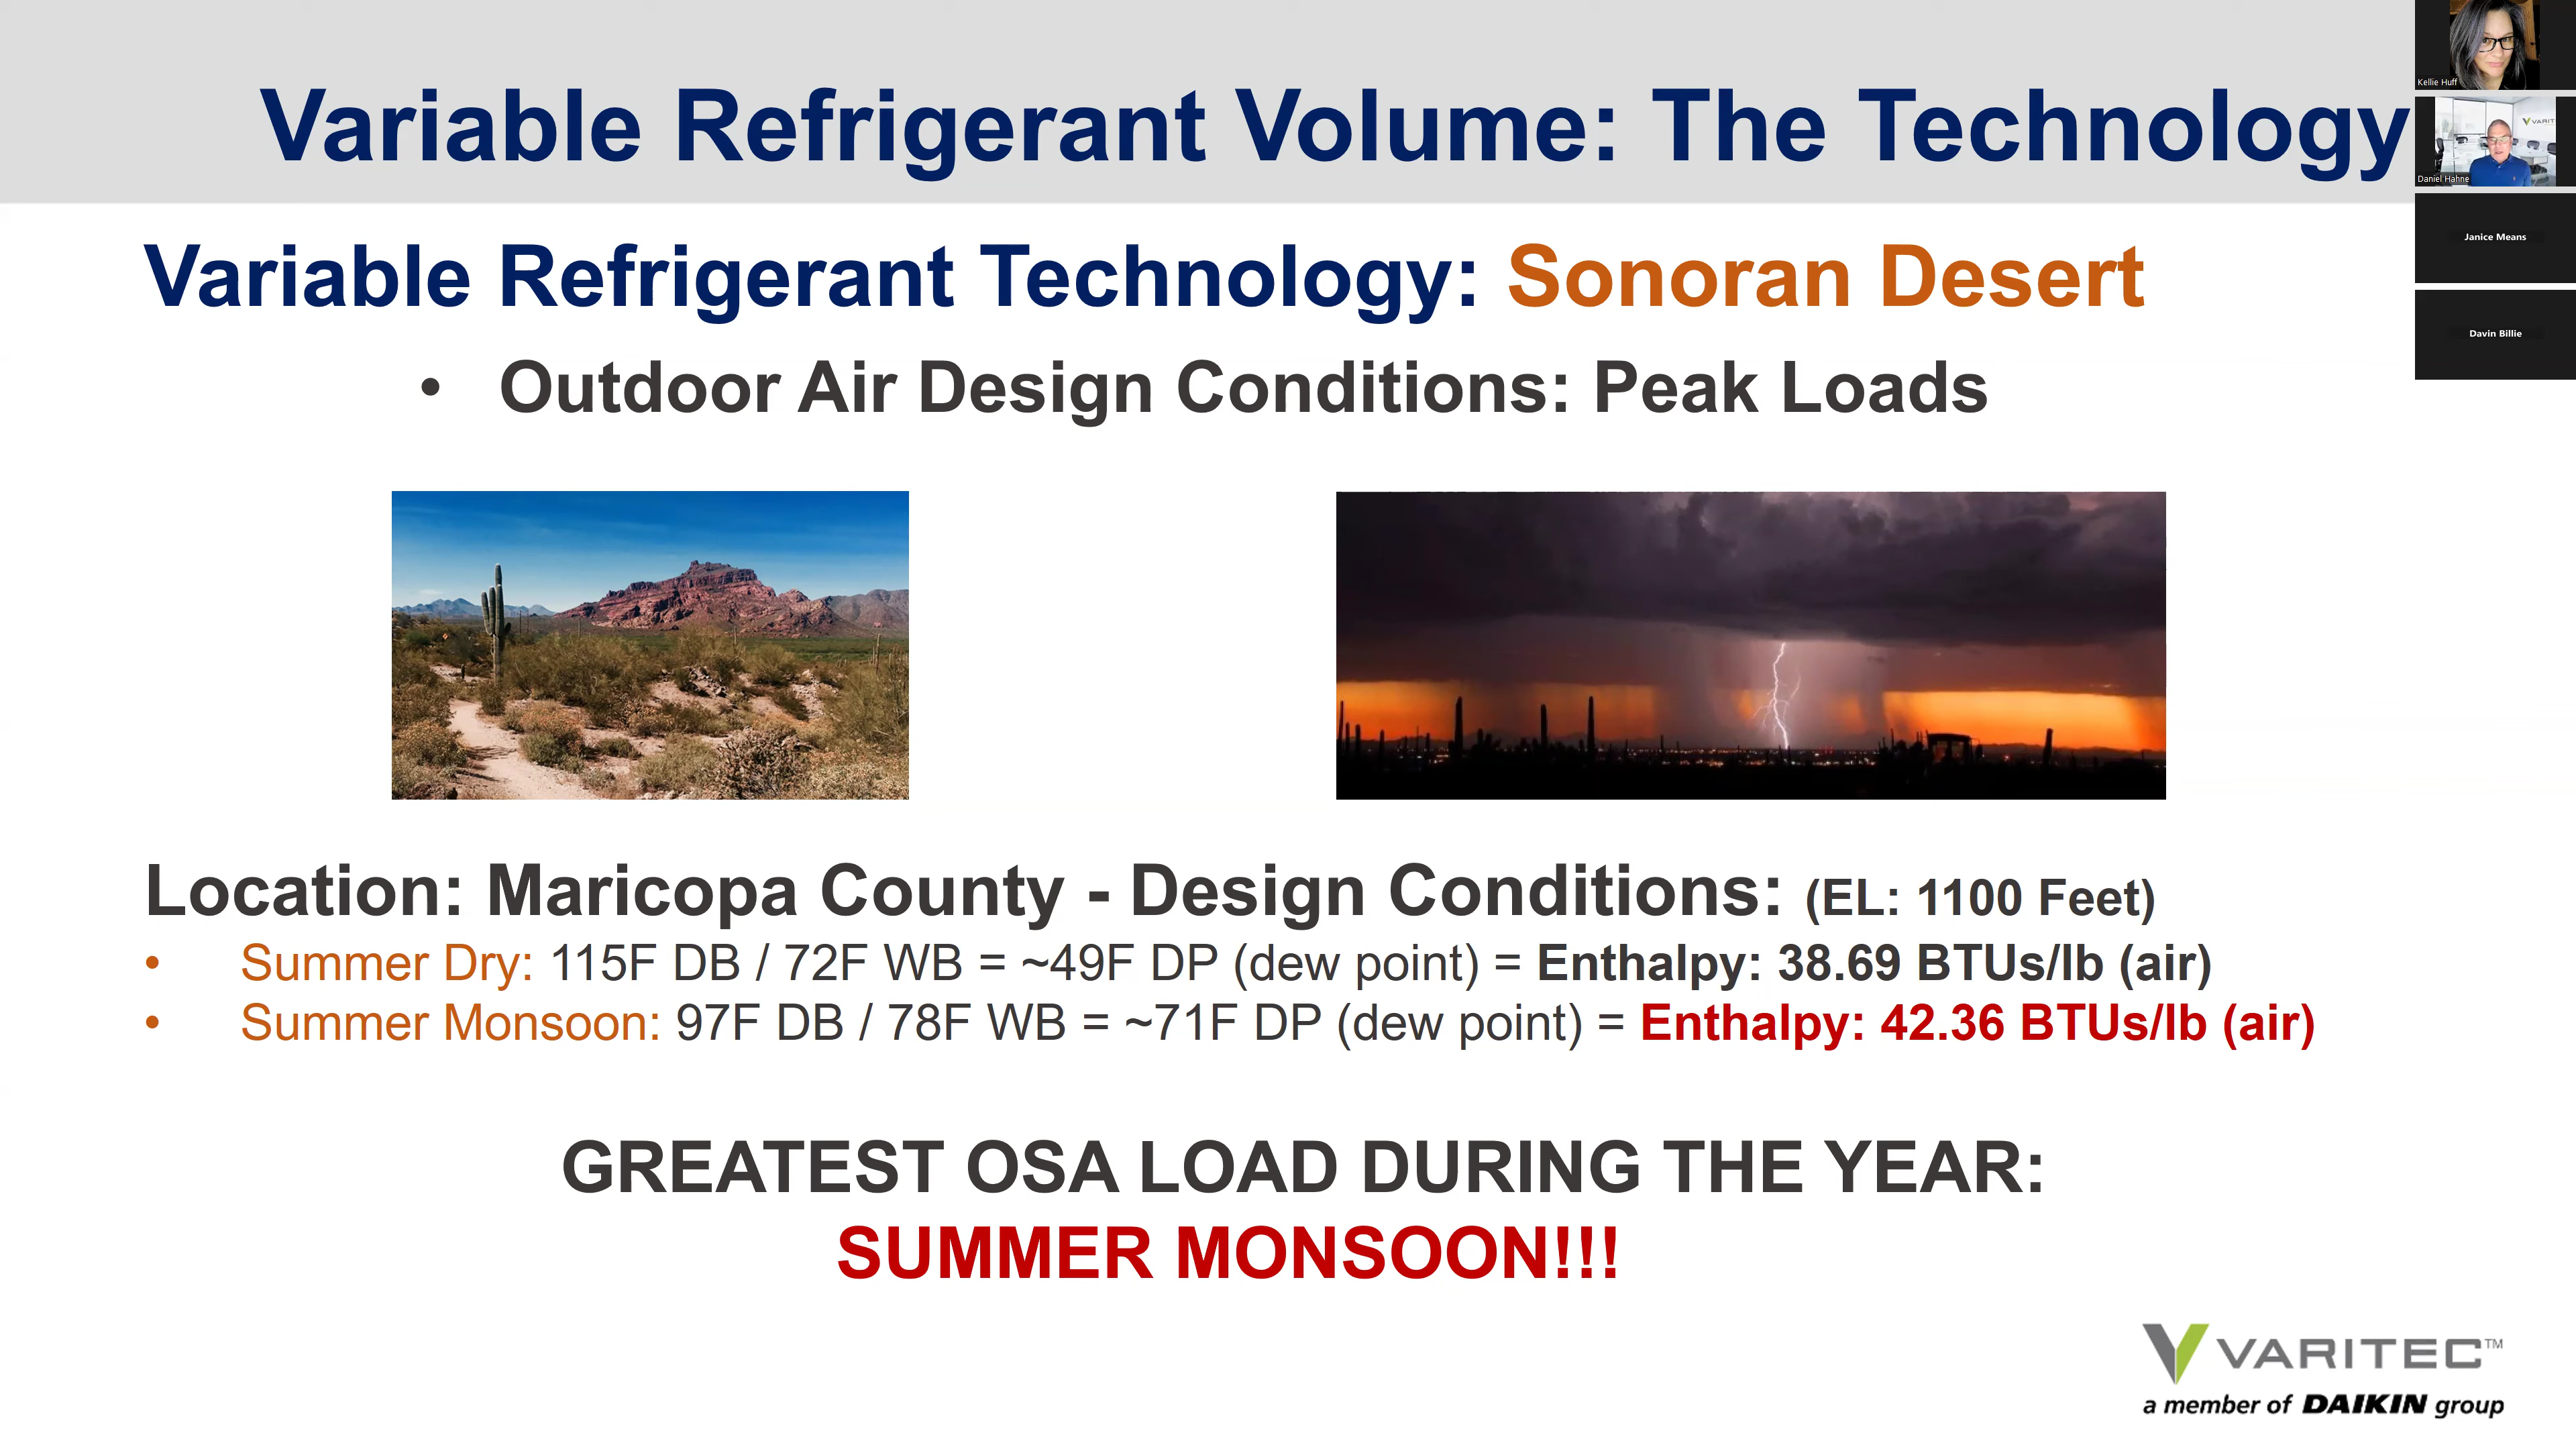 Variable Refrigerant Volume: The Technology
Kellie Huff
VARIT
Daniel Hahne
Janice Means
Davin Billie
Variable Refrigerant Technology: Sonoran Desert
• Outdoor Air Design Conditions: Peak Loads
Location: Maricopa County - Design Conditions: (EL: 1100 Feet)
• Summer Dry: 115F DB / 72F WB = ~49F DP (dew point) = Enthalpy: 38.69 BTUs/lb (air)
• Summer Monsoon: 97F DB / 78F WB = ~71F DP (dew point) = Enthalpy: 42.36 BTUs/lb (air)
GREATEST OSA LOAD DURING THE YEAR:
SUMMER MONSOON!!!
VARITEC™
a member of DAIKIN group